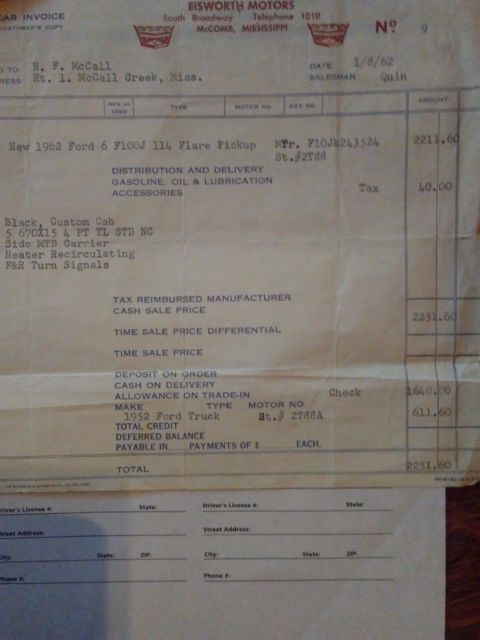 EISWORTH MOTORS
CAR INVOICE
South Broadway Telephone 1010
CUSTOMER'S COPY
McCOMB, MISSISSIPPI
No 9
D TO N. F. McCall
DATE 1/8/62
RESS Rt. 1. McCall Creek, Miss.
SALESMAN Quin
NEW OR USED TYPE MOTOR NO. KEY NO. AMOUNT
New 1962 Ford 6 F100J 114 Flare Pickup MTr. F10JK243524 2211.60
St.#2T88
DISTRIBUTION AND DELIVERY
GASOLINE, OIL & LUBRICATION
ACCESSORIES Tax 40.00
Black, Custom Cab
5 670X15 4 PT TL STD NC
Side MTD Carrier
Heater Recirculating
F&R Turn Signals
TAX REIMBURSED MANUFACTURER
CASH SALE PRICE 2251.60
TIME SALE PRICE DIFFERENTIAL
TIME SALE PRICE
DEPOSIT ON ORDER
CASH ON DELIVERY
ALLOWANCE ON TRADE-IN Check 1640.00
MAKE TYPE MOTOR NO.
1952 Ford Truck St.# 2T88A 611.60
TOTAL CREDIT
DEFERRED BALANCE
PAYABLE IN PAYMENTS OF $ EACH.
TOTAL 2251.60
PRINTED IN
Driver's License #: State: Driver's License #: State:
Street Address: Street Address:
City: State: ZIP: City: State: ZIP:
Phone #: Phone #: